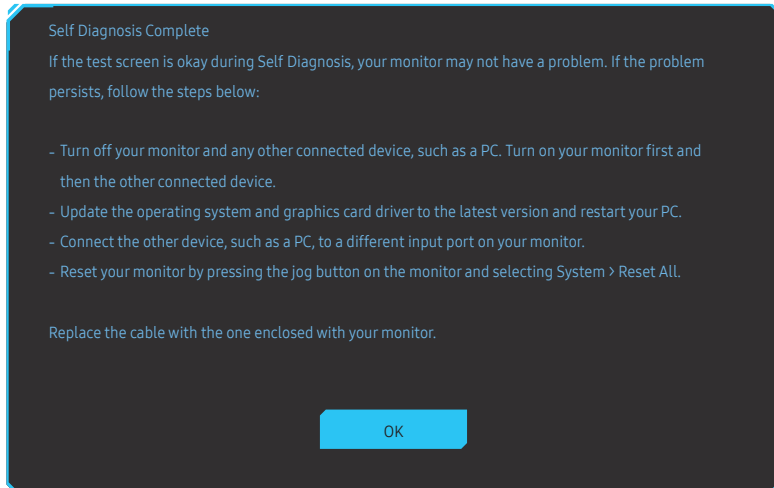 Self Diagnosis Complete
If the test screen is okay during Self Diagnosis, your monitor may not have a problem. If the problem
persists, follow the steps below:
- Turn off your monitor and any other connected device, such as a PC. Turn on your monitor first and
then the other connected device.
- Update the operating system and graphics card driver to the latest version and restart your PC.
- Connect the other device, such as a PC, to a different input port on your monitor.
- Reset your monitor by pressing the jog button on the monitor and selecting System > Reset All.
Replace the cable with the one enclosed with your monitor.
OK